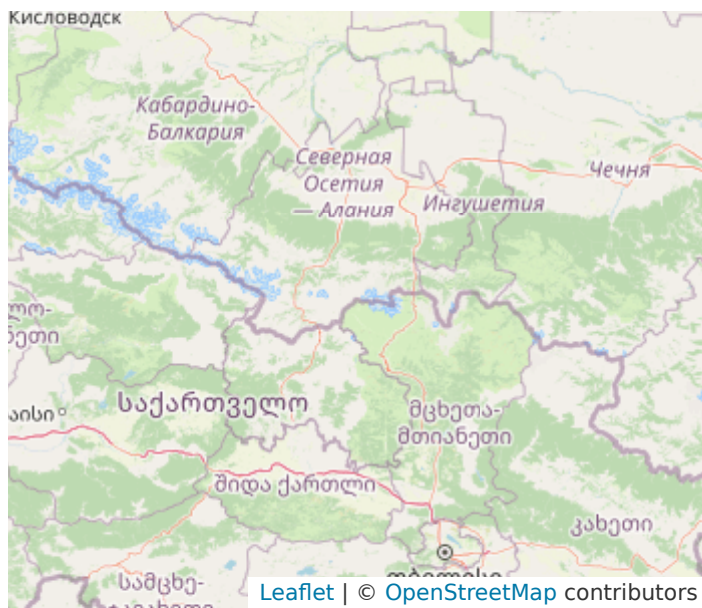 Кисловодск
Кабардино-
Балкария
Северная
Осетия
— Алания
Чечня
Ингушетия
საქართველო
მცხეთა-
მთიანეთი
შიდა ქართლი
კახეთი
სამცხე-
Leaflet | © OpenStreetMap contributors